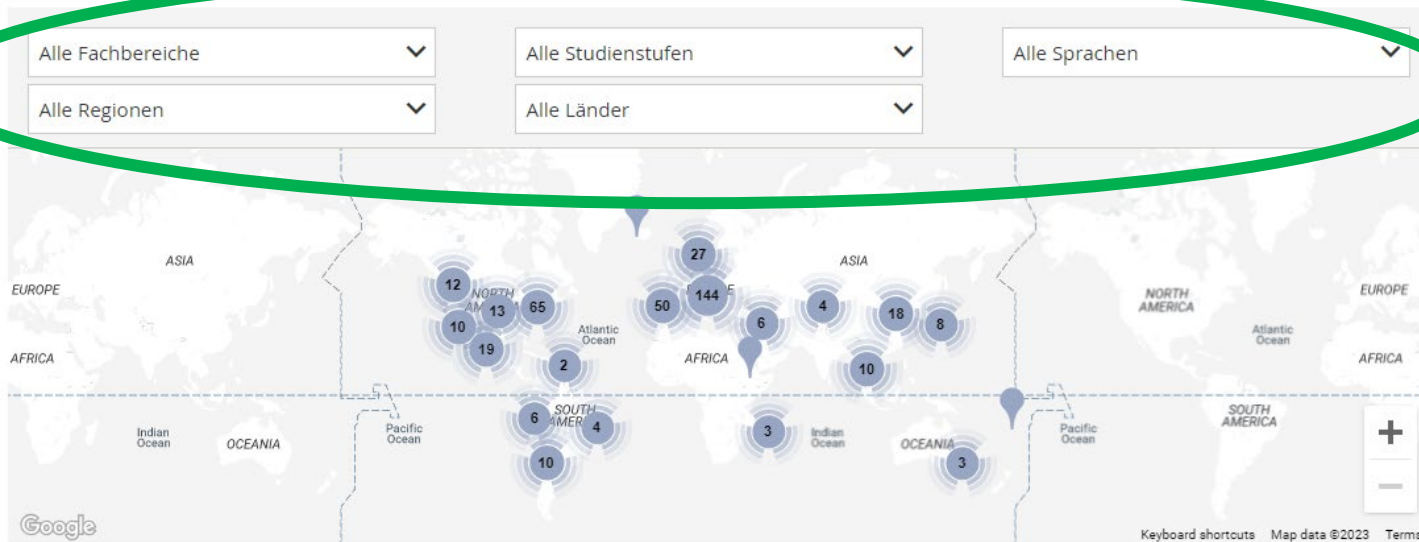 Alle Fachbereiche
Alle Studienstufen
Alle Sprachen
Alle Regionen
Alle Länder
27
ASIA
ASIA
12
EUROPE
EUROPE
NORTH
AMERICA
144
50
4
NORTH
AMERICA
13
65
18
6
8
10
Atlantic
Ocean
Atlantic
Ocean
19
AFRICA
AFRICA
AFRICA
2
10
SOUTH
AMERICA
6
4
SOUTH
AMERICA
Indian
Ocean
OCEANIA
Pacific
Ocean
3
Indian
Ocean
OCEANIA
Pacific
Ocean
10
3
+
−
Google
Keyboard shortcuts Map data ©2023 Terms